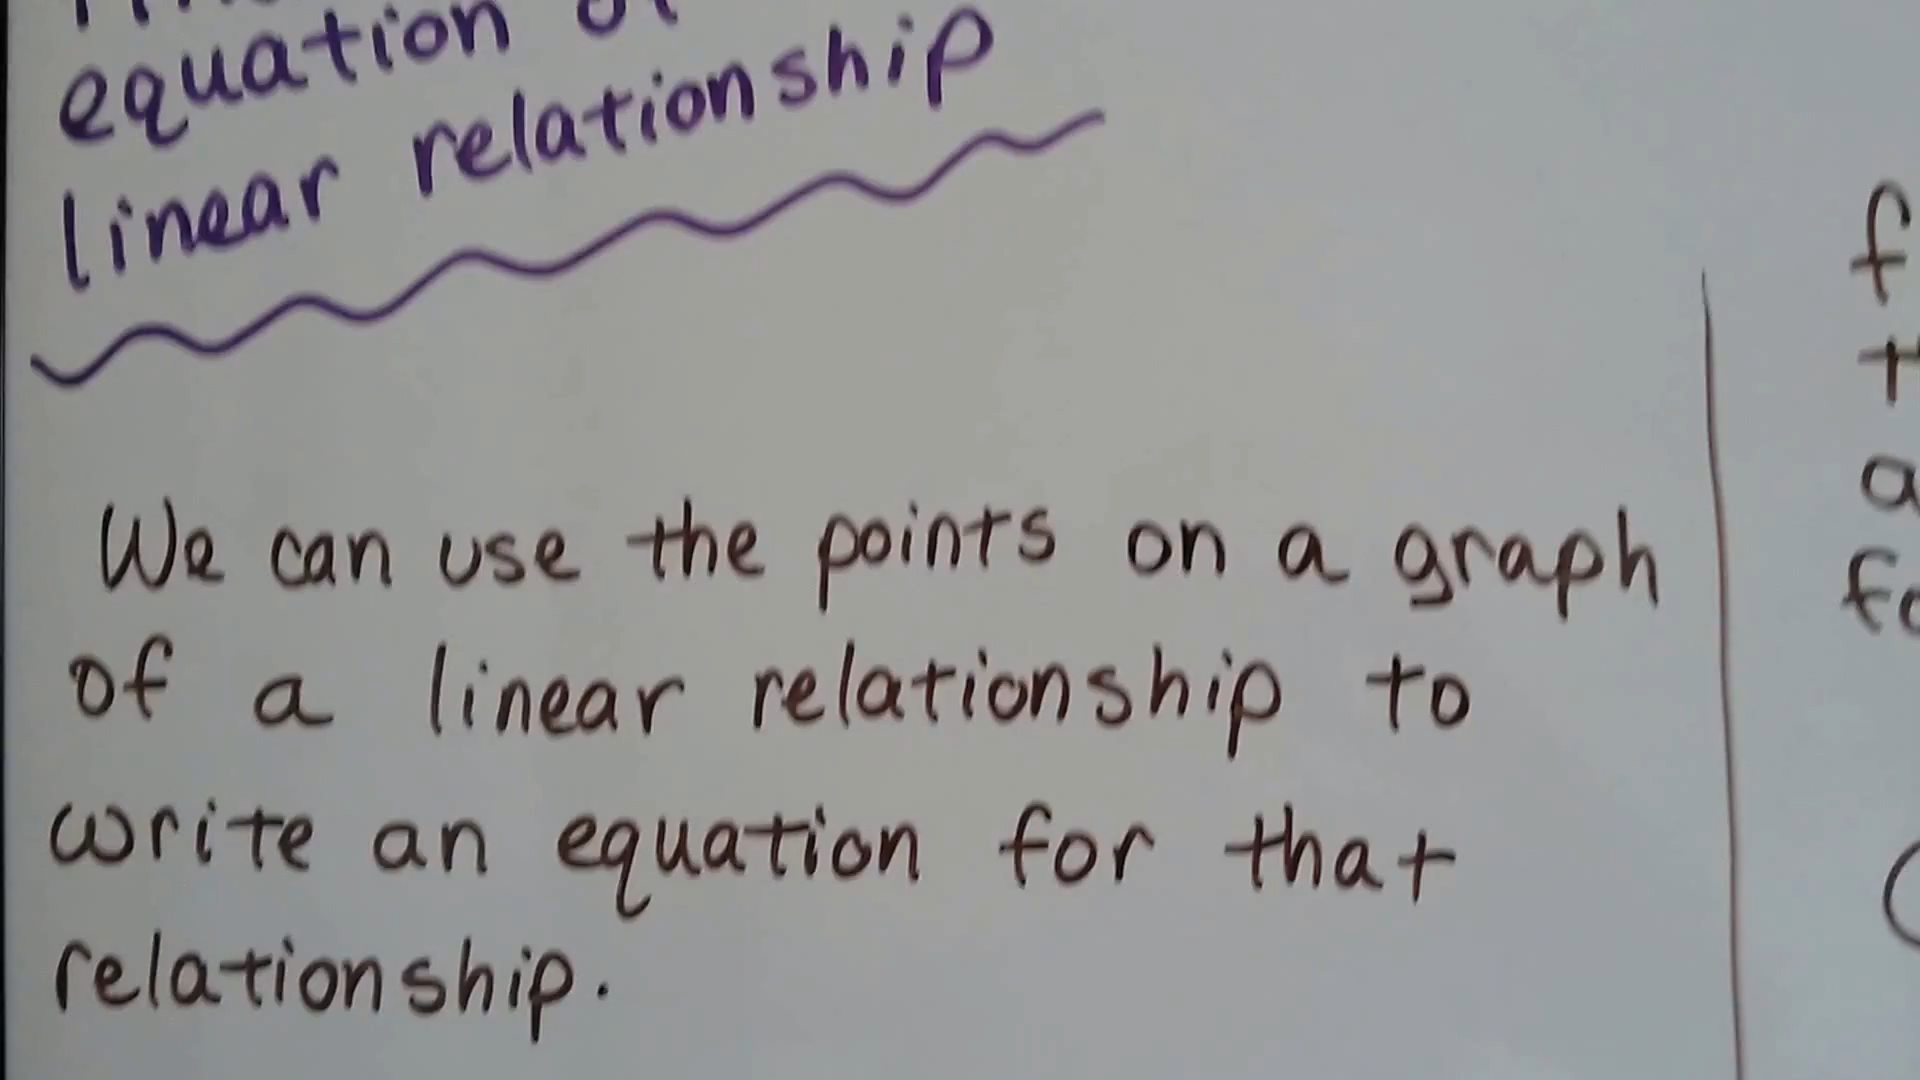 equation of
linear relationship
We can use the points on a graph
of a linear relationship to
write an equation for that
relationship.